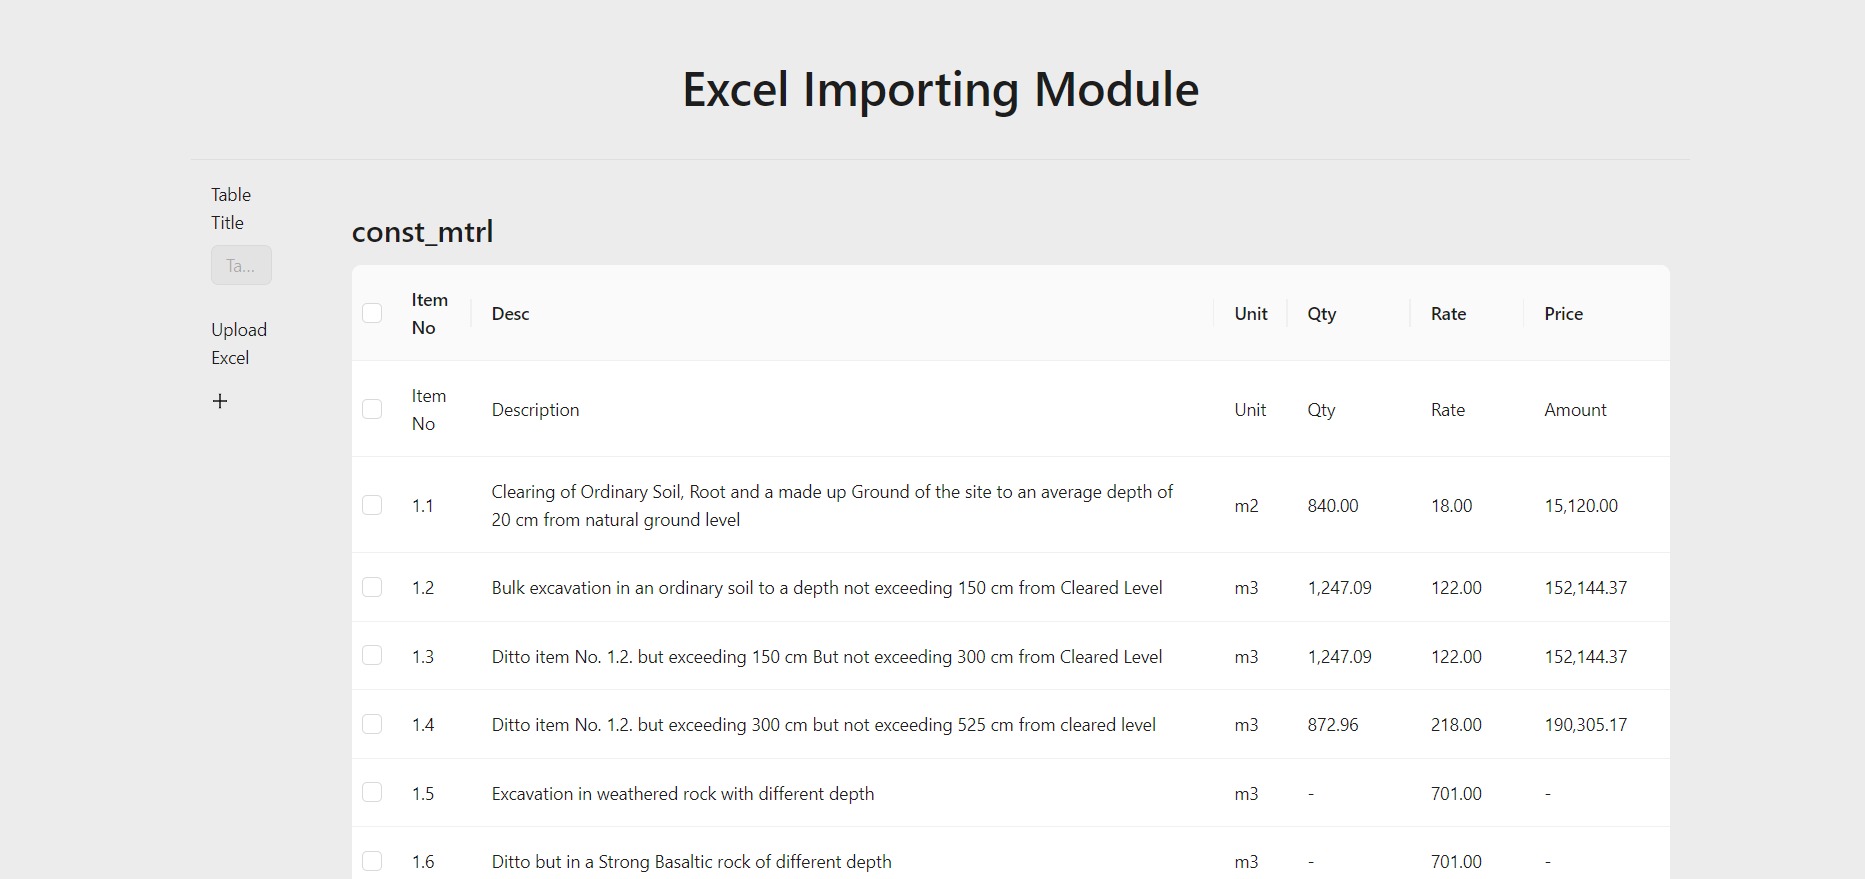 Excel Importing Module
Table
Title
Ta...
Upload
Excel
const_mtrl
Item No Desc Unit Qty Rate Price
Item No Description Unit Qty Rate Amount
1.1 Clearing of Ordinary Soil, Root and a made up Ground of the site to an average depth of
20 cm from natural ground level m2 840.00 18.00 15,120.00
1.2 Bulk excavation in an ordinary soil to a depth not exceeding 150 cm from Cleared Level m3 1,247.09 122.00 152,144.37
1.3 Ditto item No. 1.2. but exceeding 150 cm But not exceeding 300 cm from Cleared Level m3 1,247.09 122.00 152,144.37
1.4 Ditto item No. 1.2. but exceeding 300 cm but not exceeding 525 cm from cleared level m3 872.96 218.00 190,305.17
1.5 Excavation in weathered rock with different depth m3 - 701.00 -
1.6 Ditto but in a Strong Basaltic rock of different depth m3 - 701.00 -